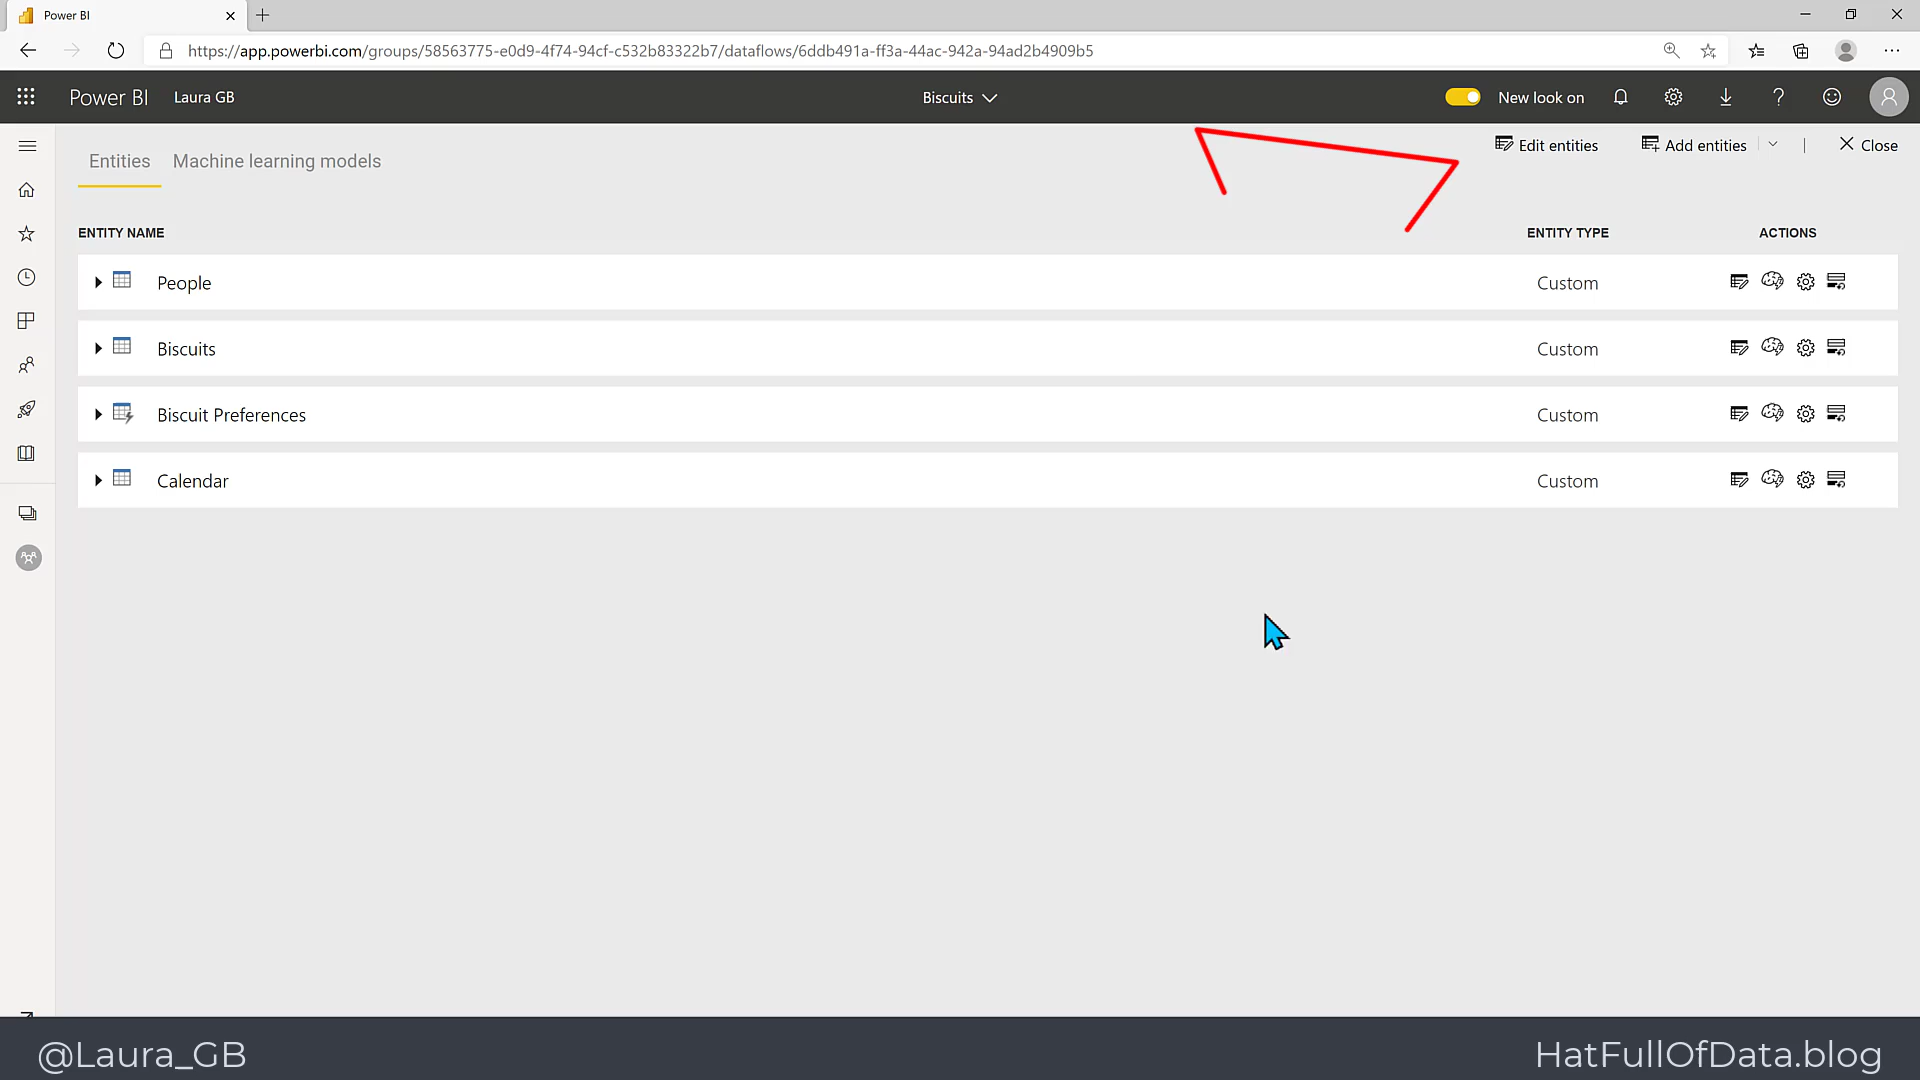 Power BI
https://app.powerbi.com/groups/58563775-e0d9-4f74-94cf-c532b83322b7/dataflows/6ddb491a-ff3a-44ac-942a-94ad2b4909b5
Power BI Laura GB Biscuits New look on
Edit entities Add entities Close
Entities Machine learning models
ENTITY NAME ENTITY TYPE ACTIONS
People Custom
Biscuits Custom
Biscuit Preferences Custom
Calendar Custom
@Laura_GB HatFullOfData.blog